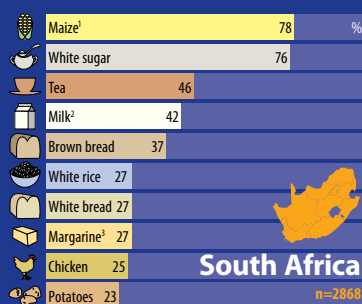 Maize¹ 78 %
White sugar 76
Tea 46
Milk² 42
Brown bread 37
White rice 27
White bread 27
Margarine³ 27
Chicken 25
South Africa
Potatoes 23
n=2868